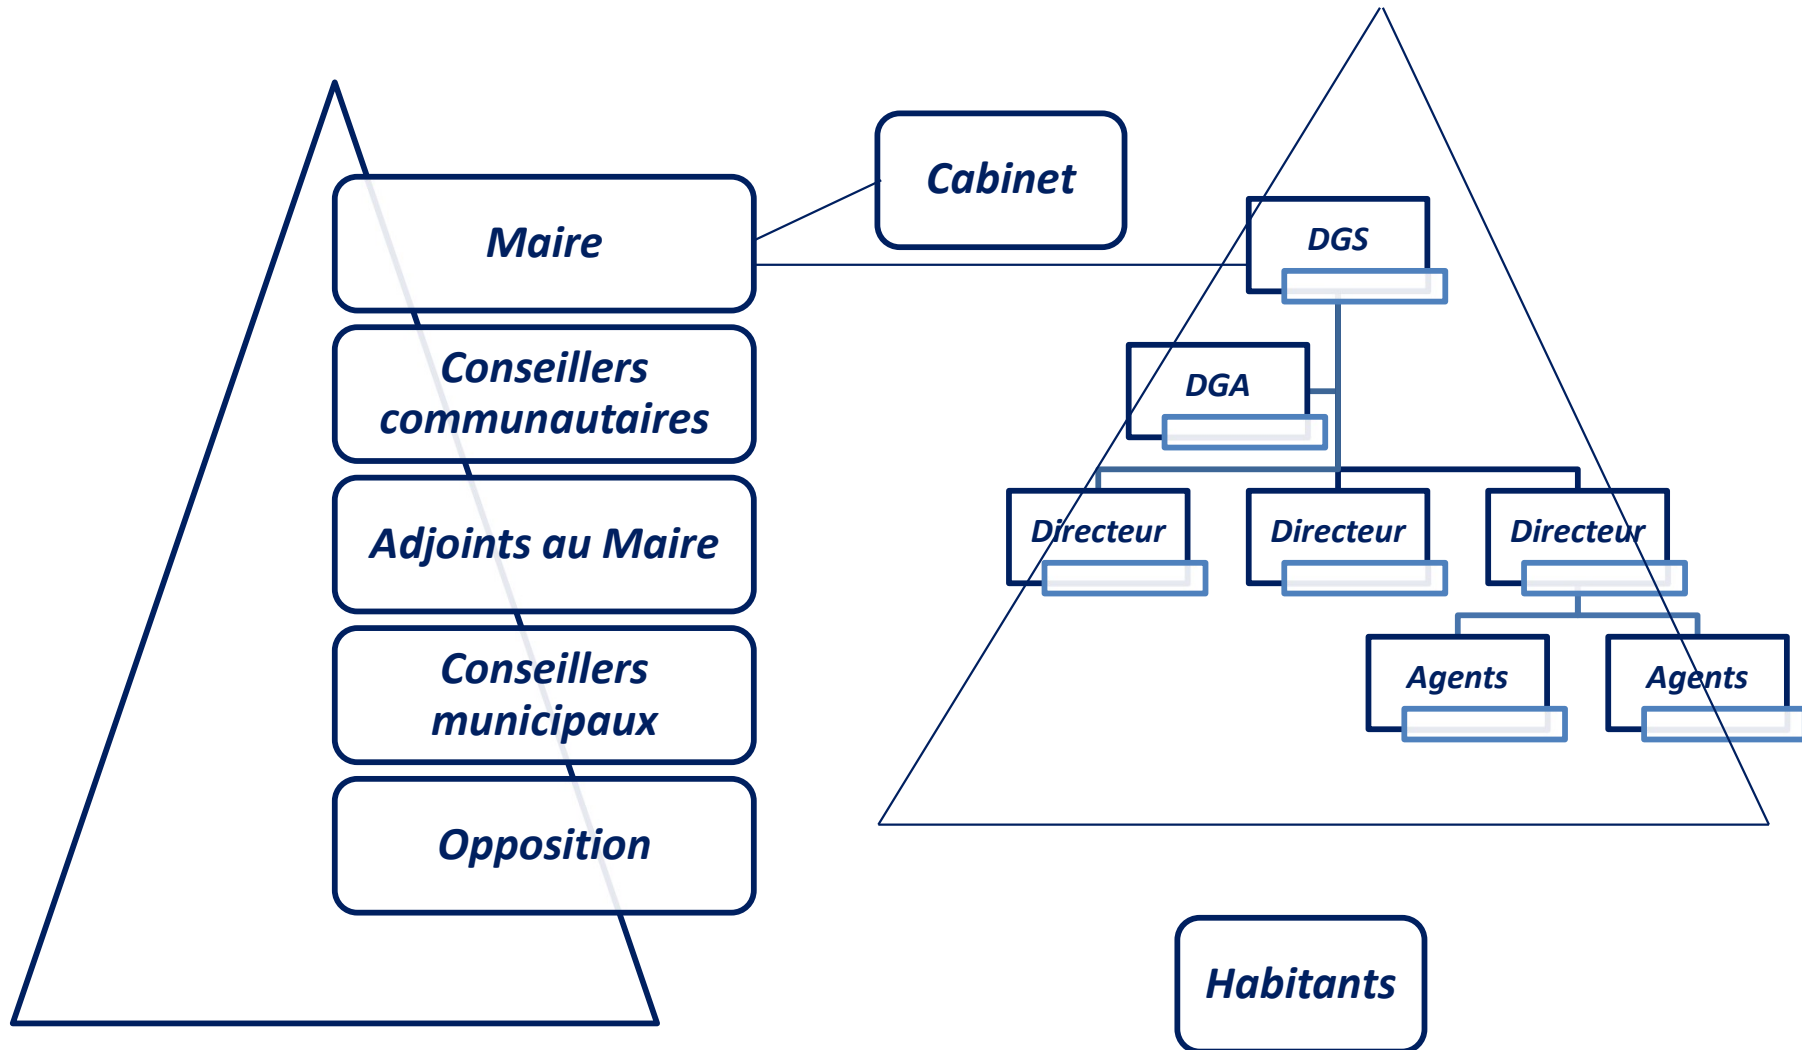 Maire
Conseillers
communautaires
Adjoints au Maire
Conseillers
municipaux
Opposition
Cabinet
DGS
DGA
Directeur
Directeur
Directeur
Agents
Agents
Habitants